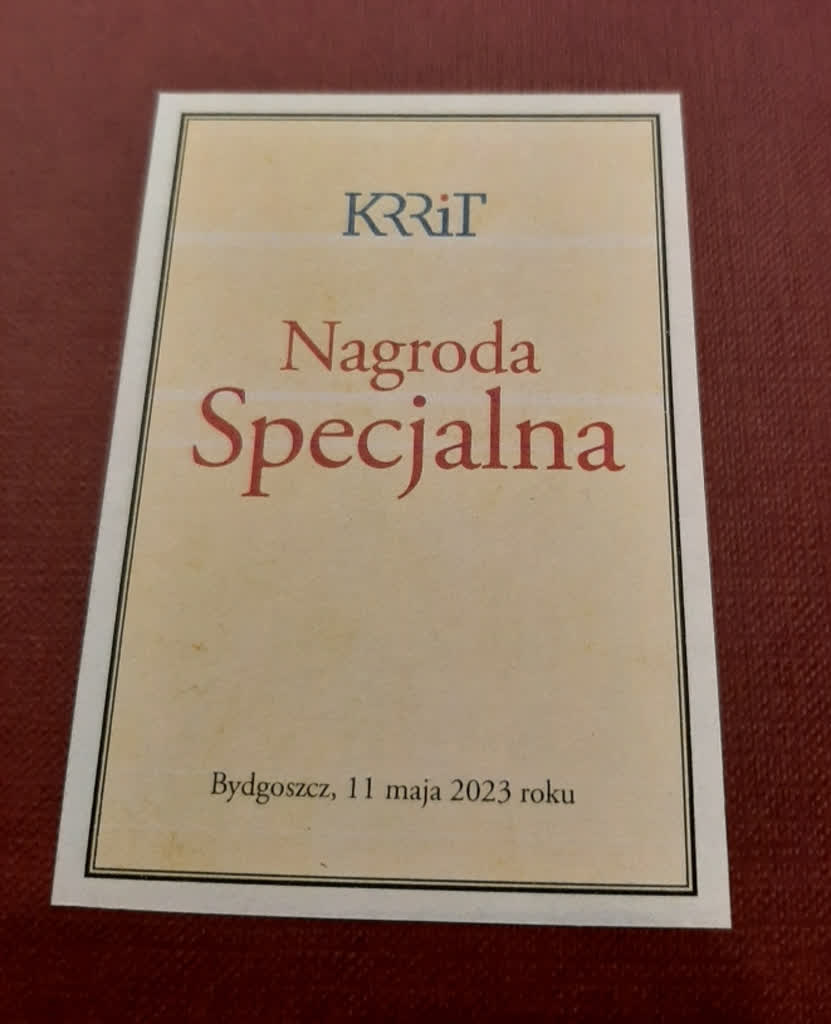 KRRiT
Nagroda
Specjalna
Bydgoszcz, 11 maja 2023 roku